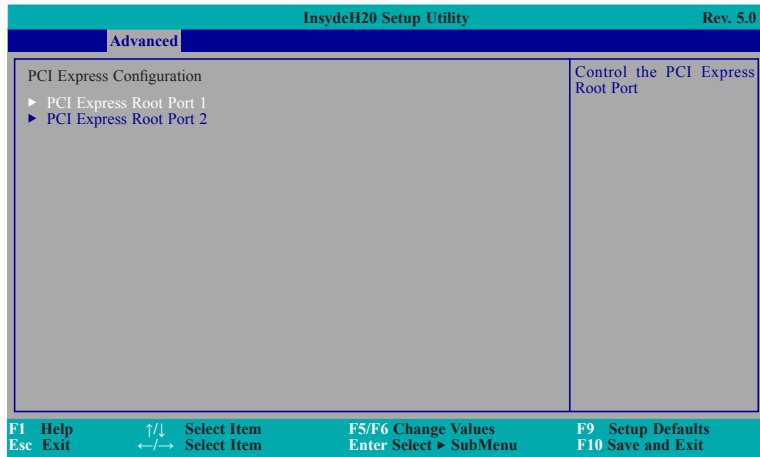 InsydeH20 Setup Utility Rev. 5.0
Advanced
PCI Express Configuration
► PCI Express Root Port 1
► PCI Express Root Port 2
Control the PCI Express
Root Port
F1 Help ↑/↓ Select Item F5/F6 Change Values F9 Setup Defaults
Esc Exit ←/→ Select Item Enter Select ► SubMenu F10 Save and Exit